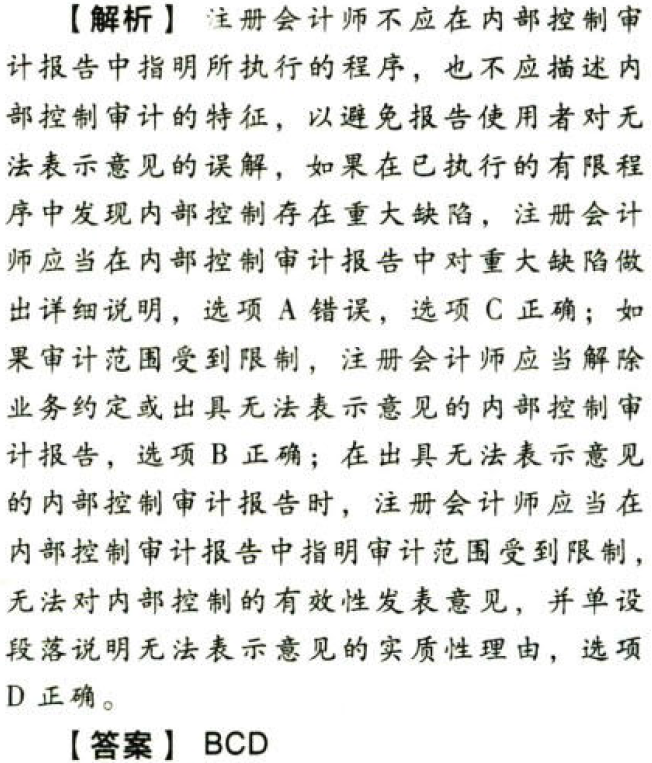 【解析】 注册会计师不应在内部控制审
计报告中指明所执行的程序，也不应描述内
部控制审计的特征，以避免报告使用者对无
法表示意见的误解，如果在已执行的有限程
序中发现内部控制存在重大缺陷，注册会计
师应当在内部控制审计报告中对重大缺陷做
出详细说明，选项 A 错误，选项 C 正确；如
果审计范围受到限制，注册会计师应当解除
业务约定或出具无法表示意见的内部控制审
计报告，选项 B 正确；在出具无法表示意见
的内部控制审计报告时，注册会计师应当在
内部控制审计报告中指明审计范围受到限制，
无法对内部控制的有效性发表意见，并单设
段落说明无法表示意见的实质性理由，选项
D 正确。
【答案】 BCD